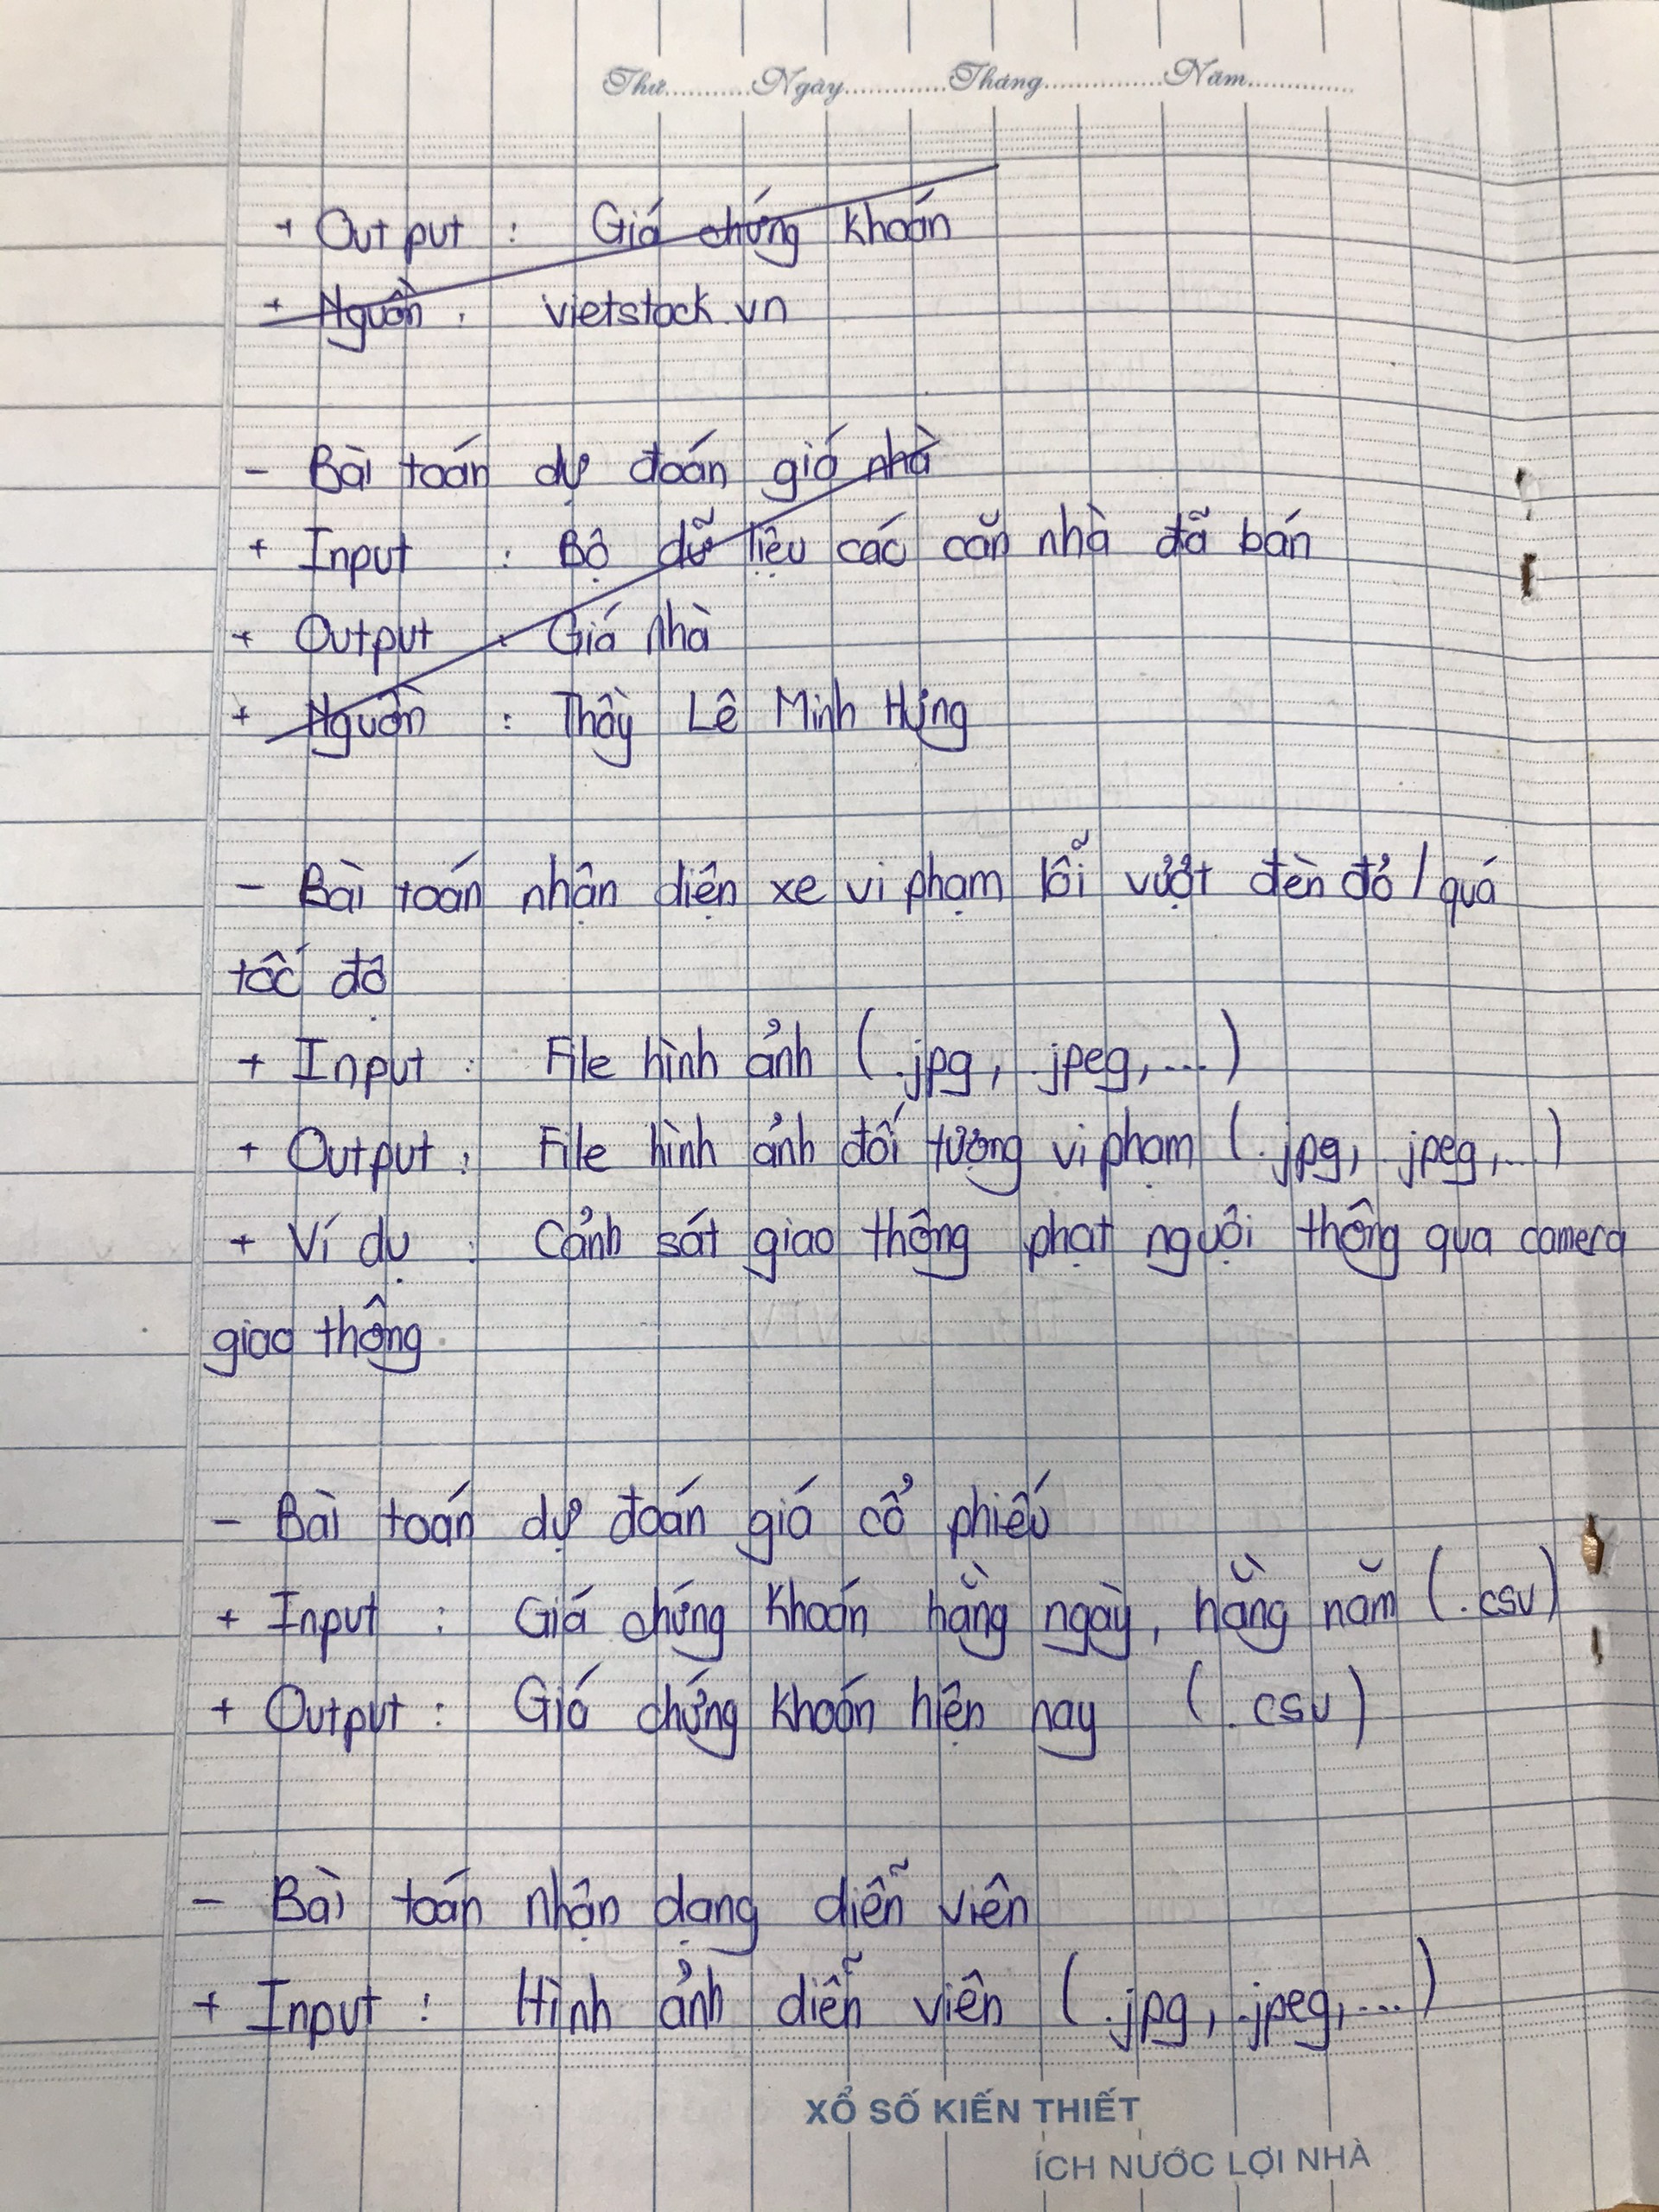 Thứ...........Ngày.............Tháng...............Năm..............
+ Output : Giá chứng khoán
+ Nguồn : vietstock.vn
- Bài toán dự đoán giá nhà
+ Input : Bộ dữ liệu các căn nhà đã bán
+ Output : Giá nhà
+ Nguồn : Thầy Lê Minh Hưng
- Bài toán nhận diện xe vi phạm lỗi vượt đèn đỏ / quá
tốc độ
+ Input : File hình ảnh (.jpg, .jpeg,...)
+ Output : File hình ảnh đối tượng vi phạm (.jpg, .jpeg,...)
+ Ví dụ : Cảnh sát giao thông phạt nguội thông qua camera
giao thông.
- Bài toán dự đoán giá cổ phiếu
+ Input : Giá chứng khoán hằng ngày, hằng năm (.csv)
+ Output : Giá chứng khoán hiện nay (.csv)
- Bài toán nhận dạng diễn viên
+ Input : Hình ảnh diễn viên (.jpg, .jpeg,...)
XỔ SỐ KIẾN THIẾT
ÍCH NƯỚC LỢI NHÀ